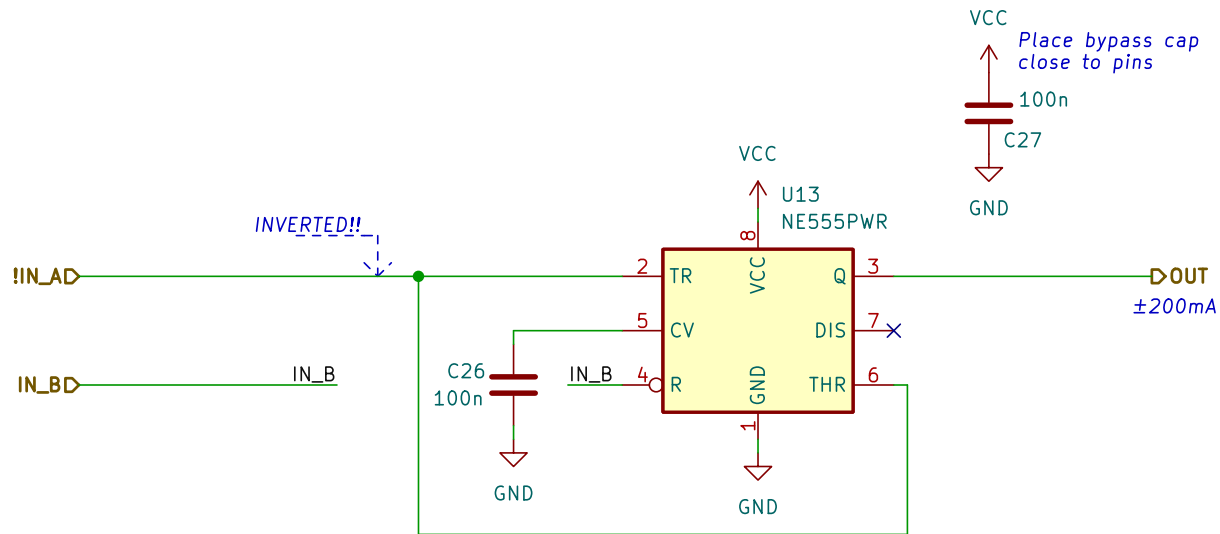 VCC
Place bypass cap
close to pins
100n
C27
GND
VCC
U13
NE555PWR
INVERTED!!
8
!IN_A
2
TR
VCC
Q
3
OUT
±200mA
5
CV
DIS
7
IN_B
IN_B
C26
100n
IN_B
4
R
GND
THR
6
1
GND
GND